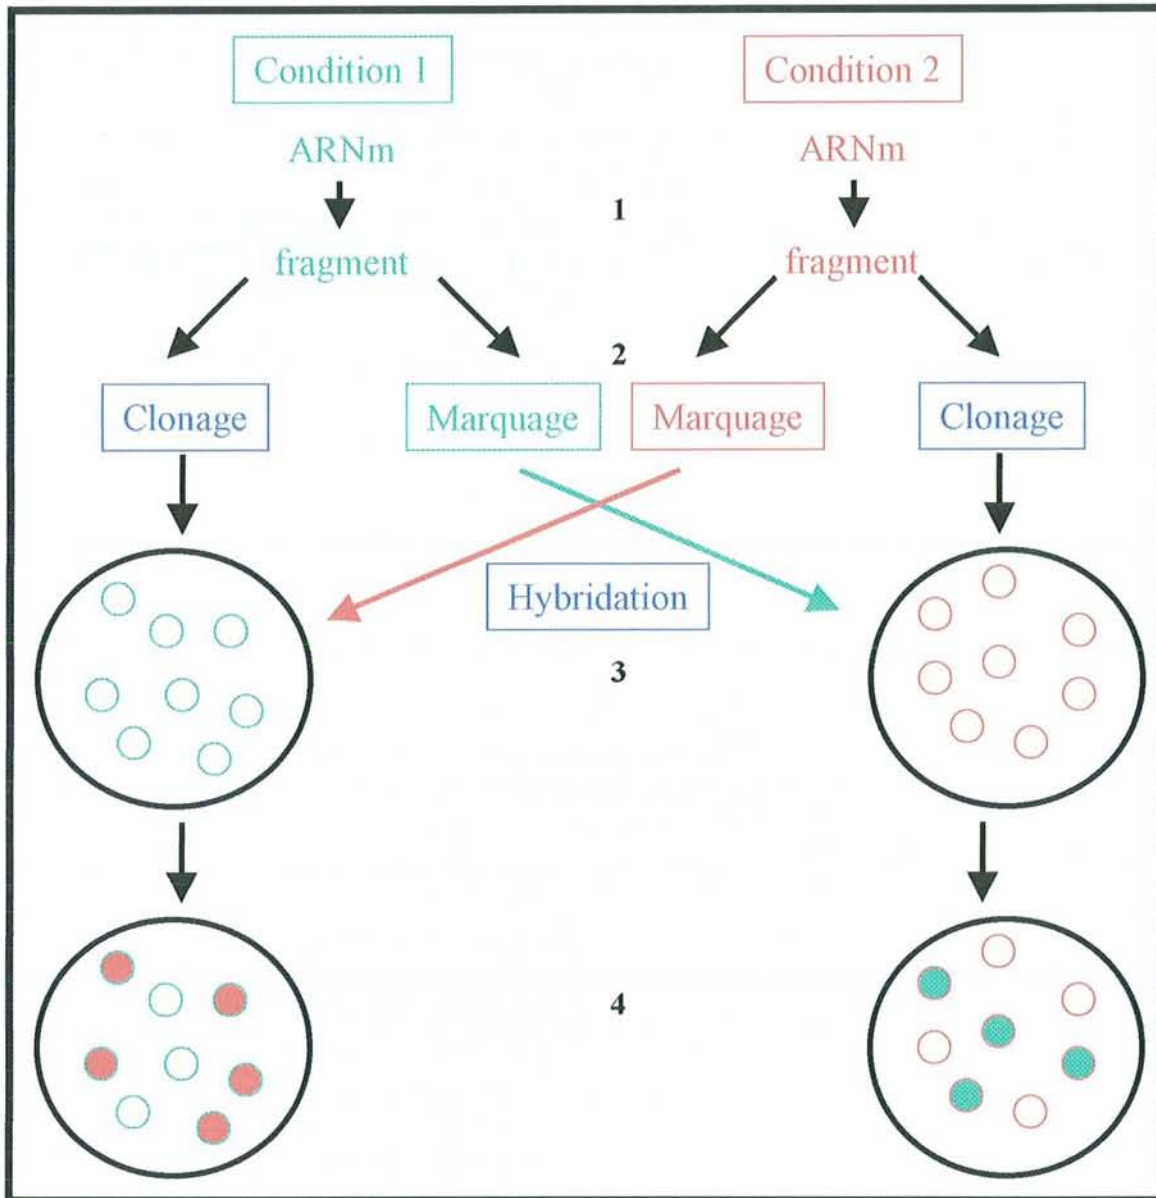 Condition 1 Condition 2
ARNm ARNm
1
fragment fragment
2
Clonage Marquage Marquage Clonage
Hybridation
3
4